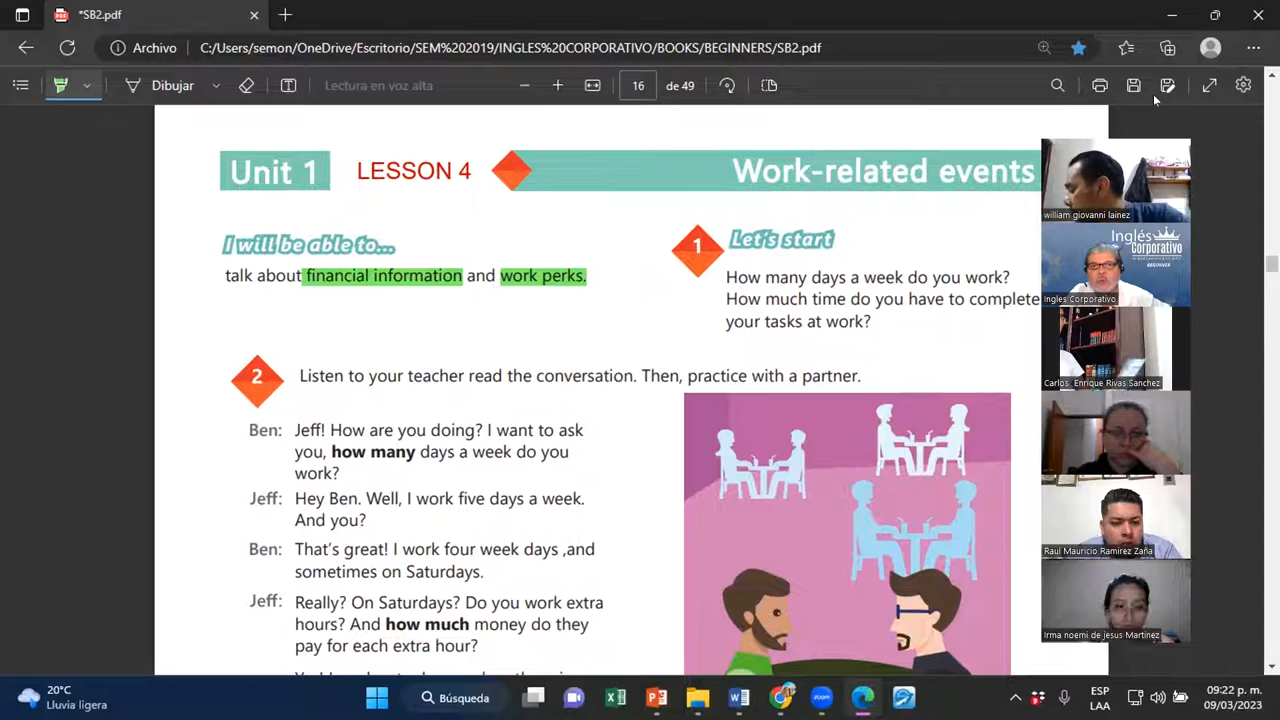 *SB2.pdf
Archivo
C:/Users/semon/OneDrive/Escritorio/SEM%202019/INGLES%20CORPORATIVO/BOOKS/BEGINNERS/SB2.pdf
Dibujar
Lectura en voz alta
16
de 49
Unit 1
LESSON 4
Work-related events
I will be able to...
talk about financial information and work perks.
1
Let's start
How many days a week do you work?
How much time do you have to complete
your tasks at work?
2
Listen to your teacher read the conversation. Then, practice with a partner.
Ben: Jeff! How are you doing? I want to ask
you, how many days a week do you
work?
Jeff: Hey Ben. Well, I work five days a week.
And you?
Ben: That's great! I work four week days ,and
sometimes on Saturdays.
Jeff: Really? On Saturdays? Do you work extra
hours? And how much money do they
pay for each extra hour?
william giovanni lainez
Inglés
Corporativo
BEGINNER
Ingles Corporativo
Carlos. Enrique Rivas Sanchez
Raul Mauricio Ramirez Zaña
Irma noemi de jesus Martinez
20°C
Lluvia ligera
Búsqueda
zoom
ESP
LAA
09:22 p. m.
09/03/2023